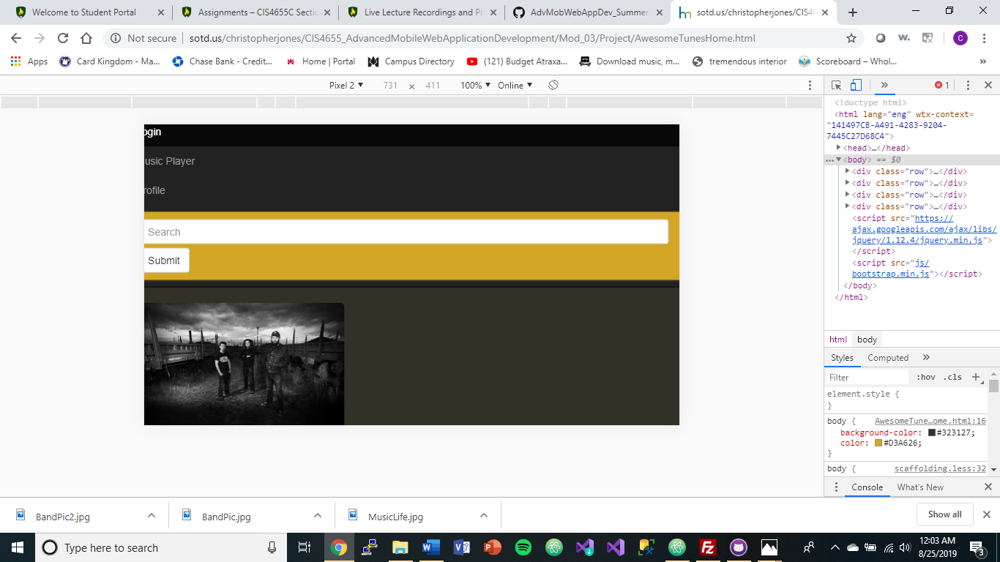 Welcome to Student Portal
Assignments – CIS4655C Secti
Live Lecture Recordings and Pr
AdvMobWebAppDev_Summer
sotd.us/christopherjones/CIS4
Not secure
sotd.us/christopherjones/CIS4655_AdvancedMobileWebApplicationDevelopment/Mod_03/Project/AwesomeTunesHome.html
W.
C
Apps
Card Kingdom - Ma...
Chase Bank - Credit...
Home | Portal
Campus Directory
(121) Budget Atraxa...
Download music, m...
tremendous interior
Scoreboard – Whol...
»
Pixel 2
731
x
411
100%
Online
»
1
<!doctype html>
<html lang="eng" wtx-context=
"141497CB-A491-4283-9204-
7445C27D68C4">
<head>…</head>
<body> == $0
<div class="row">…</div>
<div class="row">…</div>
<div class="row">…</div>
<div class="row">…</div>
<script src="https://
ajax.googleapis.com/ajax/libs/
jquery/1.12.4/jquery.min.js">
</script>
<script src="js/
bootstrap.min.js"></script>
</body>
</html>
ogin
usic Player
rofile
Search
Submit
html
body
Styles
Computed
»
Filter
:hov
.cls
+
element.style {
}
body {
AwesomeTune…ome.html:16
background-color: #323127;
color: #D3A626;
}
body {
scaffolding.less:32
Console
What's New
BandPic2.jpg
BandPic.jpg
MusicLife.jpg
Show all
Type here to search
12:03 AM
8/25/2019
3